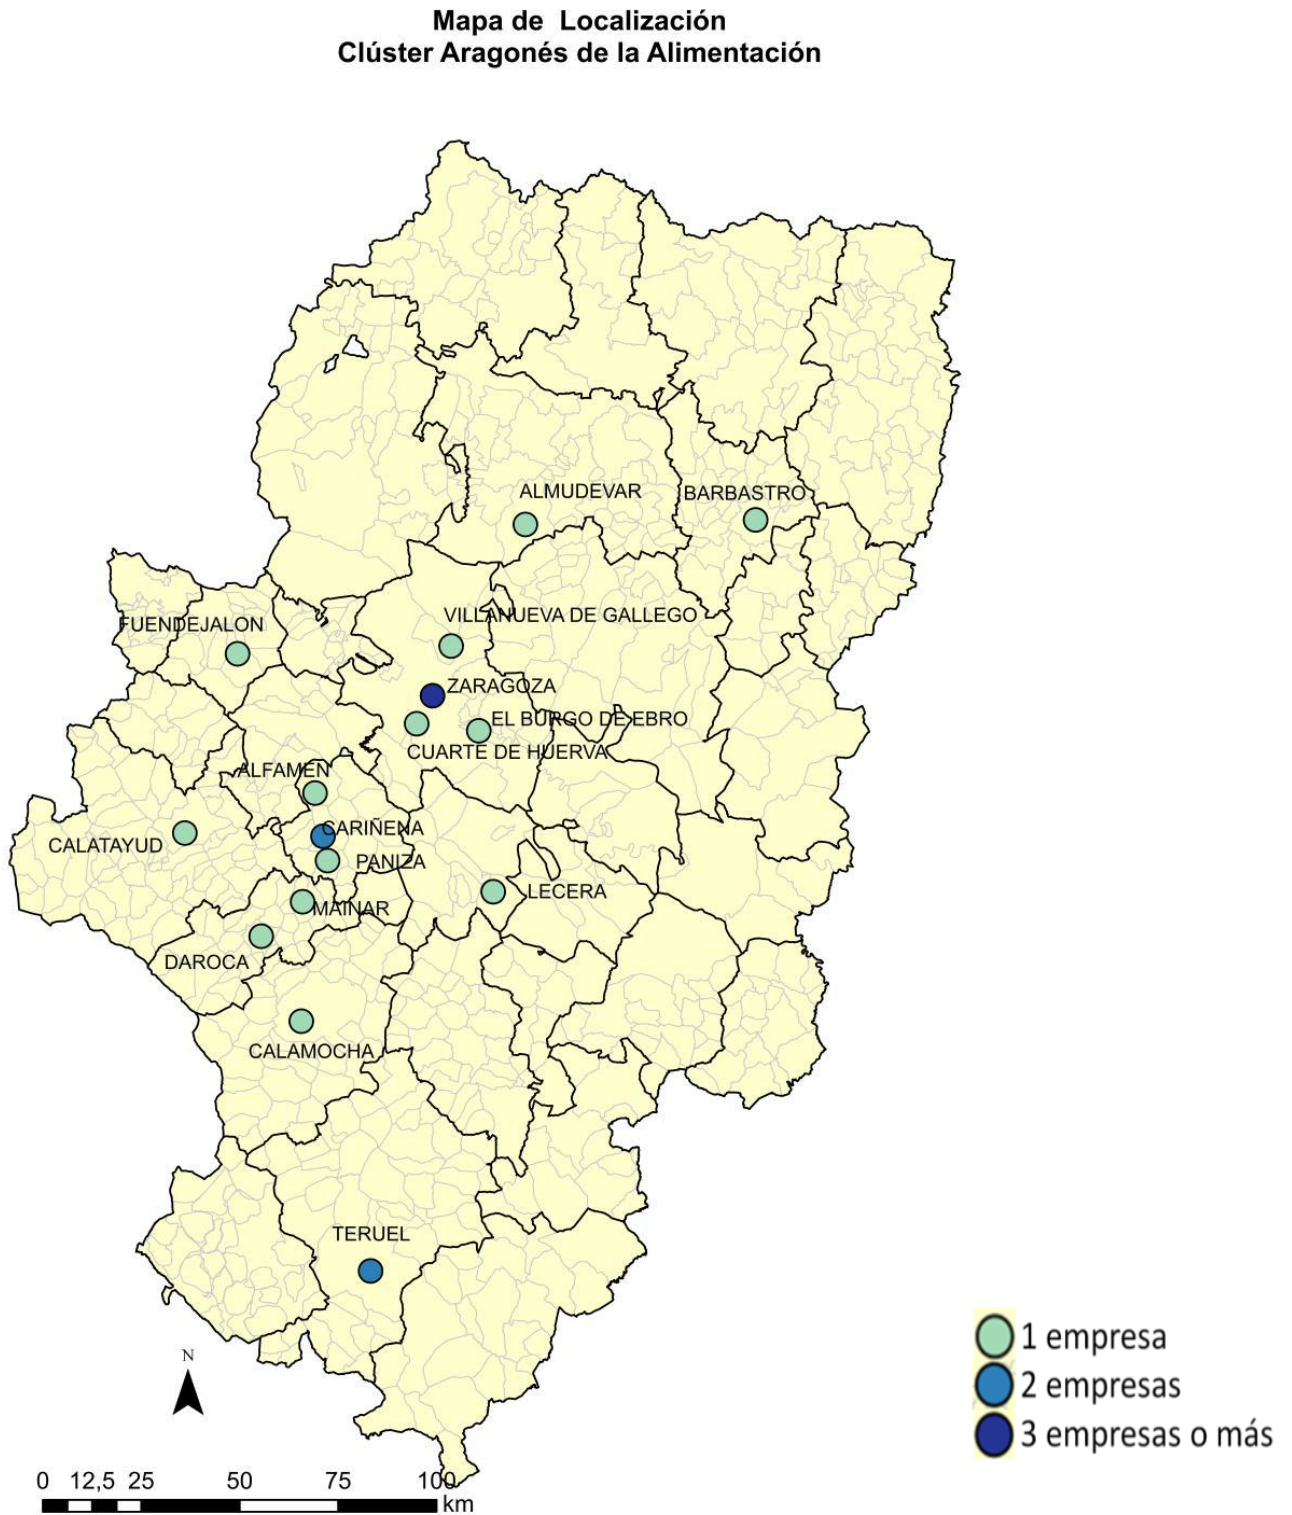 Mapa de Localización
Clúster Aragonés de la Alimentación
ALMUDEVAR
BARBASTRO
VILLANUEVA DE GALLEGO
FUENDEJALON
ZARAGOZA
EL BURGO DE EBRO
CUARTE DE HUERVA
ALFAMEN
CARIÑENA
CALATAYUD
PANIZA
LECERA
MAINAR
DAROCA
CALAMOCHA
TERUEL
1 empresa
2 empresas
3 empresas o más
N
0 12,5 25 50 75 100
km